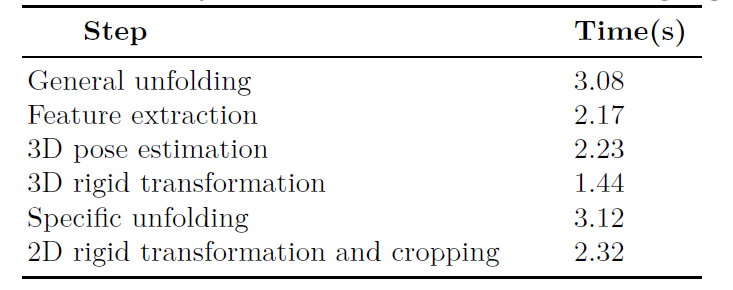 Step Time(s)
General unfolding 3.08
Feature extraction 2.17
3D pose estimation 2.23
3D rigid transformation 1.44
Specific unfolding 3.12
2D rigid transformation and cropping 2.32